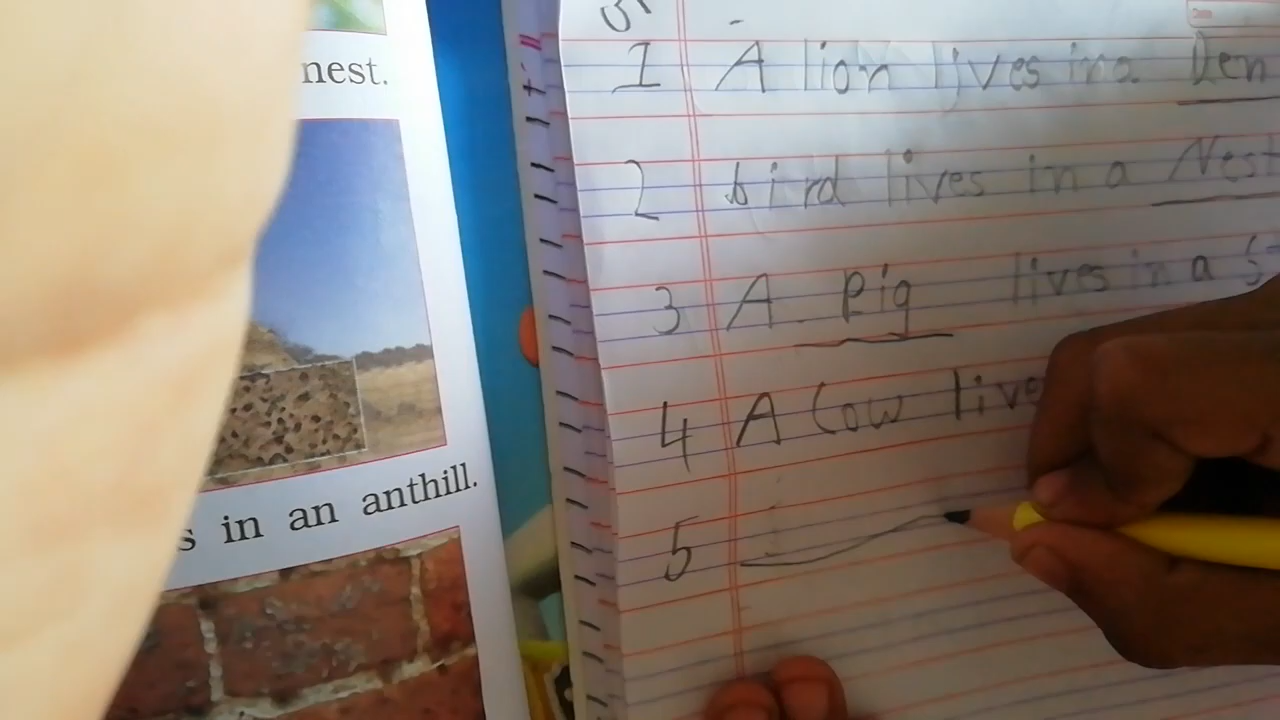 nest.
s in an anthill.
1 A lion lives in a Den
2 bird lives in a Nest
3 A Pig lives in a
4 A Cow live
5